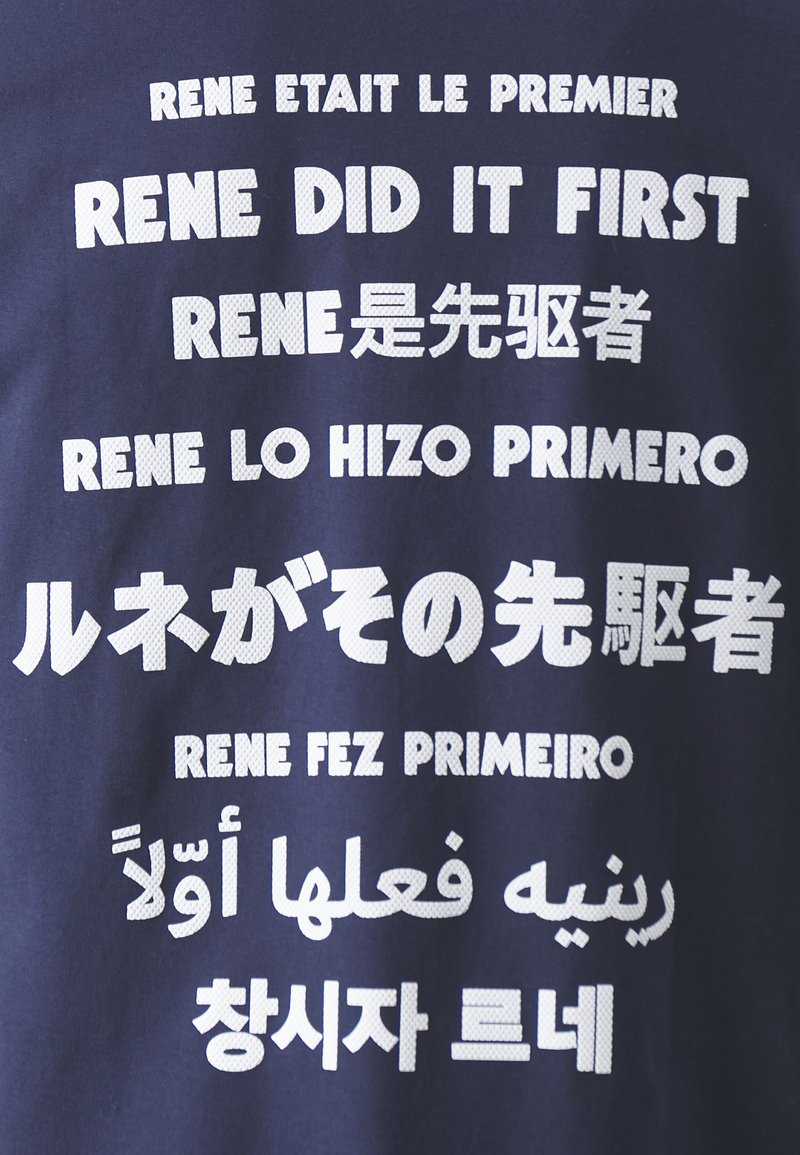 RENE ETAIT LE PREMIER
RENE DID IT FIRST
RENE是先驱者
RENE LO HIZO PRIMERO
ルネがその先駆者
RENE FEZ PRIMEIRO
رينيه فعلها أوّلاً
창시자 르네